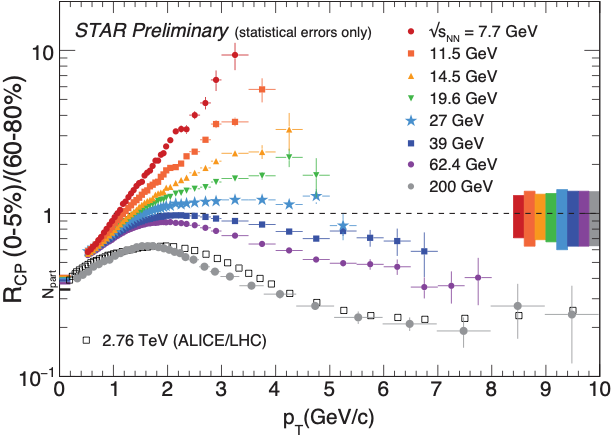 STAR Preliminary (statistical errors only)
√sNN = 7.7 GeV
11.5 GeV
14.5 GeV
19.6 GeV
27 GeV
39 GeV
62.4 GeV
200 GeV
2.76 TeV (ALICE/LHC)
RCP (0-5%)/(60-80%)
Npart
10
1
10−1
0 1 2 3 4 5 6 7 8 9 10
pT(GeV/c)